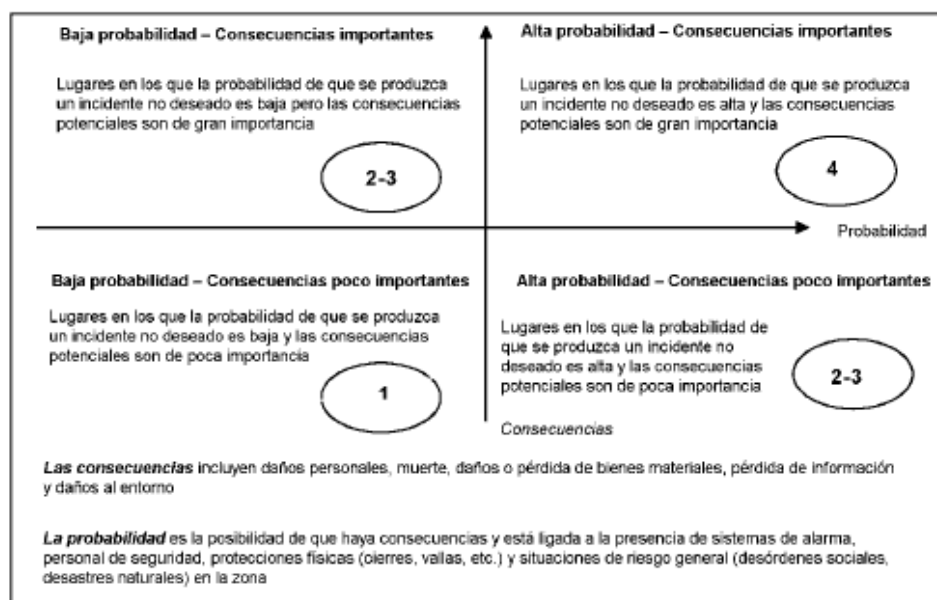 Baja probabilidad – Consecuencias importantes
Lugares en los que la probabilidad de que se produzca
un incidente no deseado es baja pero las consecuencias
potenciales son de gran importancia
2-3
Alta probabilidad – Consecuencias importantes
Lugares en los que la probabilidad de que se produzca
un incidente no deseado es alta y las consecuencias
potenciales son de gran importancia
4
Probabilidad
Baja probabilidad – Consecuencias poco importantes
Lugares en los que la probabilidad de que se produzca
un incidente no deseado es baja y las consecuencias
potenciales son de poca importancia
1
Alta probabilidad – Consecuencias poco importantes
Lugares en los que la probabilidad de
que se produzca un incidente no
deseado es alta y las consecuencias
potenciales son de poca importancia
2-3
Consecuencias
Las consecuencias incluyen daños personales, muerte, daños o pérdida de bienes materiales, pérdida de información
y daños al entorno
La probabilidad es la posibilidad de que haya consecuencias y está ligada a la presencia de sistemas de alarma,
personal de seguridad, protecciones físicas (cierres, vallas, etc.) y situaciones de riesgo general (desórdenes sociales,
desastres naturales) en la zona